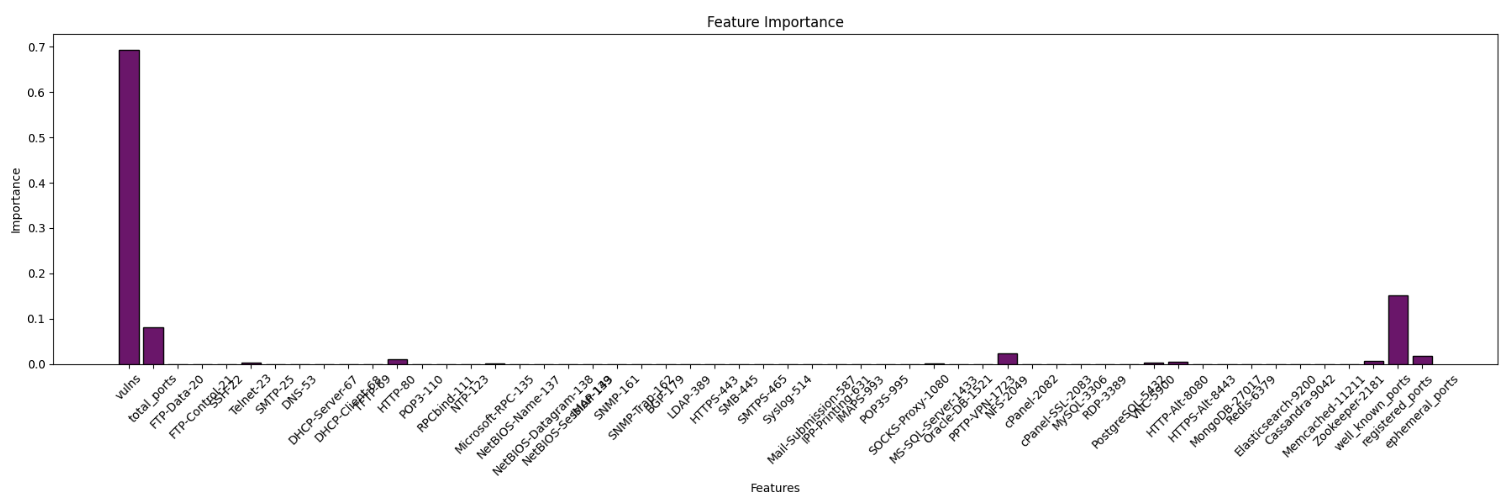 Feature Importance
0.7
0.6
0.5
0.4
0.3
0.2
0.1
0.0
Importance
vulns
total_ports
FTP-Data-20
FTP-Control-21
SSH-22
Telnet-23
SMTP-25
DNS-53
DHCP-Server-67
DHCP-Client-68
TFTP-69
HTTP-80
POP3-110
RPCbind-111
NTP-123
Microsoft-RPC-135
NetBIOS-Name-137
NetBIOS-Datagram-138
NetBIOS-Session-139
IMAP-143
SNMP-161
SNMP-Trap-162
BGP-179
LDAP-389
HTTPS-443
SMB-445
SMTPS-465
Syslog-514
Mail-Submission-587
IPP-Printing-631
IMAPS-993
POP3S-995
SOCKS-Proxy-1080
MS-SQL-Server-1433
Oracle-DB-1521
PPTP-VPN-1723
NFS-2049
cPanel-2082
cPanel-SSL-2083
MySQL-3306
RDP-3389
PostgreSQL-5432
VNC-5900
HTTP-Alt-8080
HTTPS-Alt-8443
MongoDB-27017
Redis-6379
Elasticsearch-9200
Cassandra-9042
Memcached-11211
Zookeeper-2181
well_known_ports
registered_ports
ephemeral_ports
Features